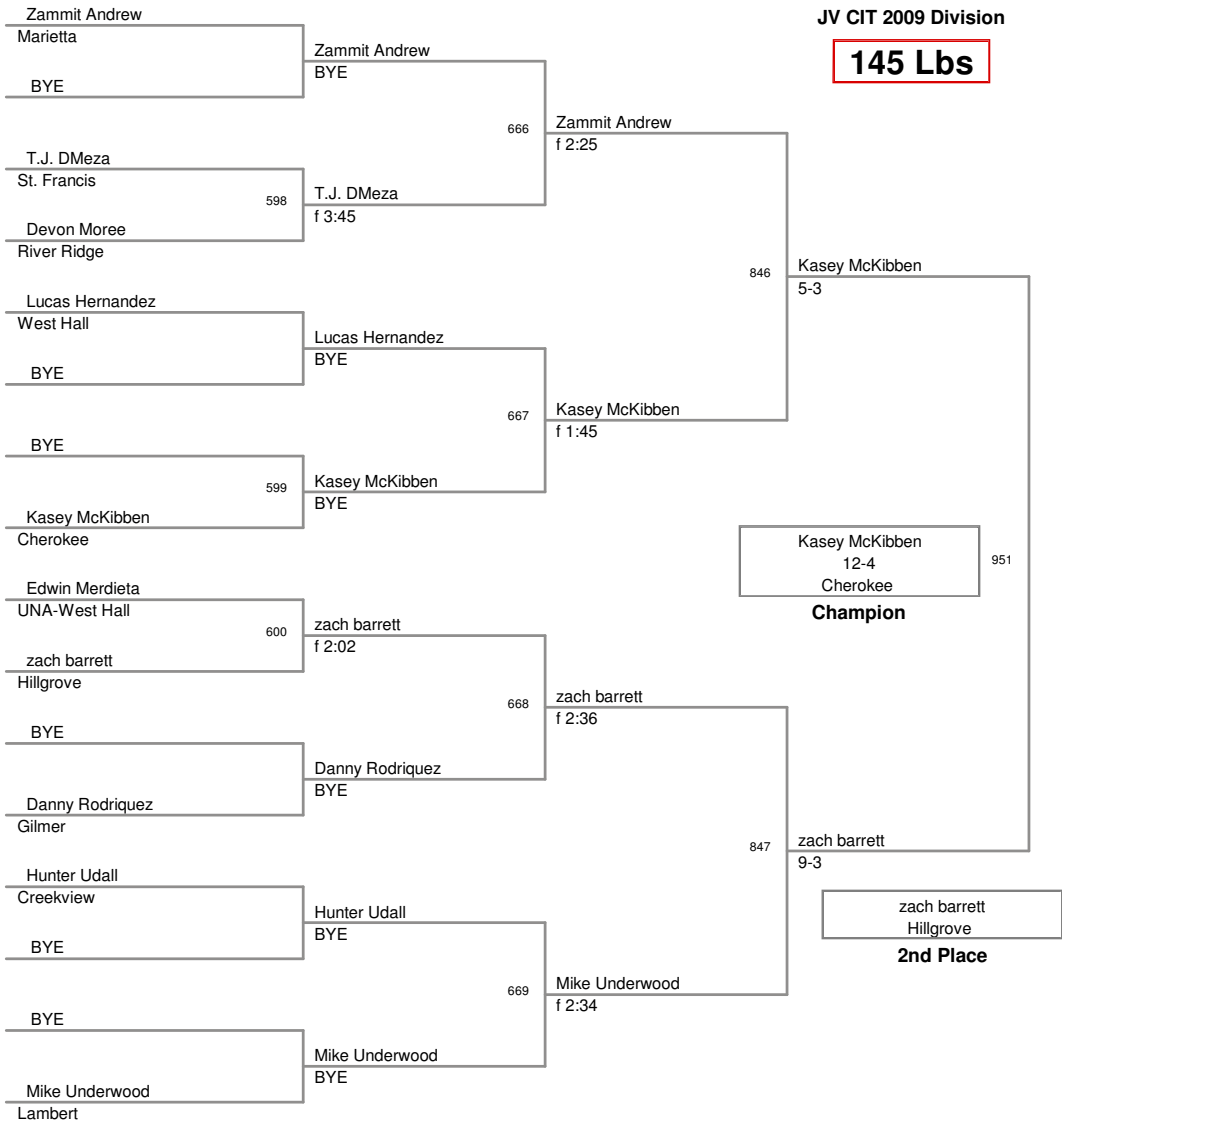 JV CIT 2009 Division
145 Lbs
Zammit Andrew
Marietta
BYE
T.J. DMeza
St. Francis
Devon Moree
River Ridge
Lucas Hernandez
West Hall
BYE
BYE
Kasey McKibben
Cherokee
Edwin Merdieta
UNA-West Hall
zach barrett
Hillgrove
BYE
Danny Rodriquez
Gilmer
Hunter Udall
Creekview
BYE
BYE
Mike Underwood
Lambert
598
599
600
Zammit Andrew
BYE
T.J. DMeza
f 3:45
Lucas Hernandez
BYE
Kasey McKibben
BYE
zach barrett
f 2:02
Danny Rodriquez
BYE
Hunter Udall
BYE
Mike Underwood
BYE
666
667
668
669
Zammit Andrew
f 2:25
Kasey McKibben
f 1:45
zach barrett
f 2:36
Mike Underwood
f 2:34
846
847
Kasey McKibben
5-3
zach barrett
9-3
951
Kasey McKibben
12-4
Cherokee
Champion
zach barrett
Hillgrove
2nd Place